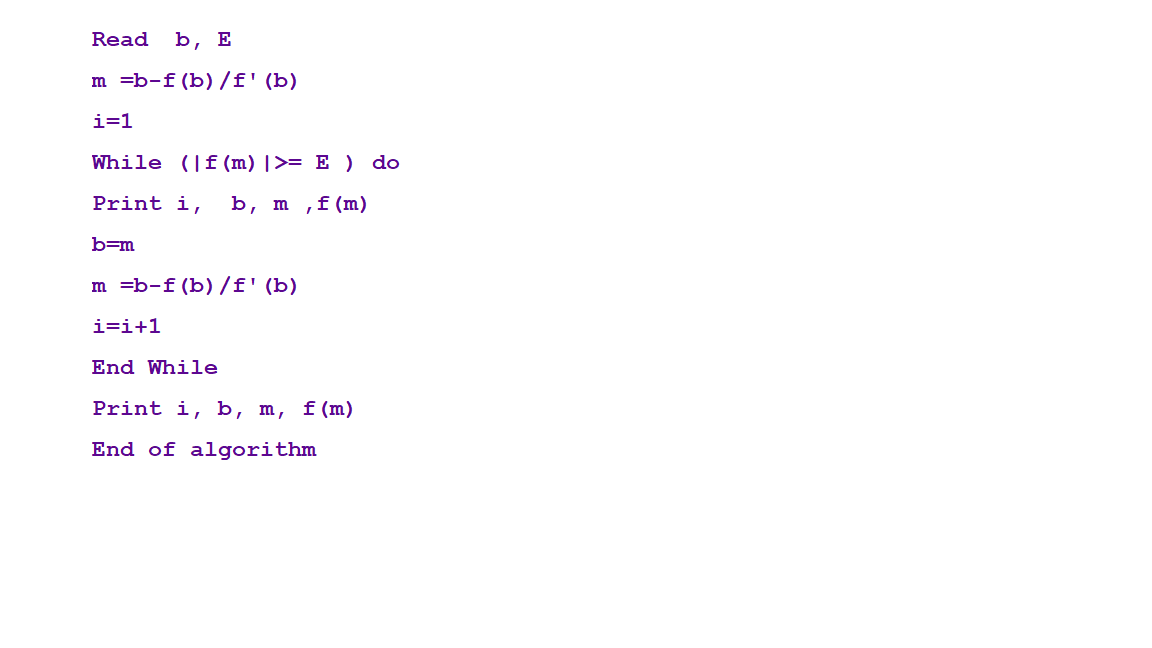 Read  b, E
m =b-f(b)/f'(b)
i=1
While (|f(m)|>= E ) do
Print i,  b, m ,f(m)
b=m
m =b-f(b)/f'(b)
i=i+1
End While
Print i, b, m, f(m)
End of algorithm